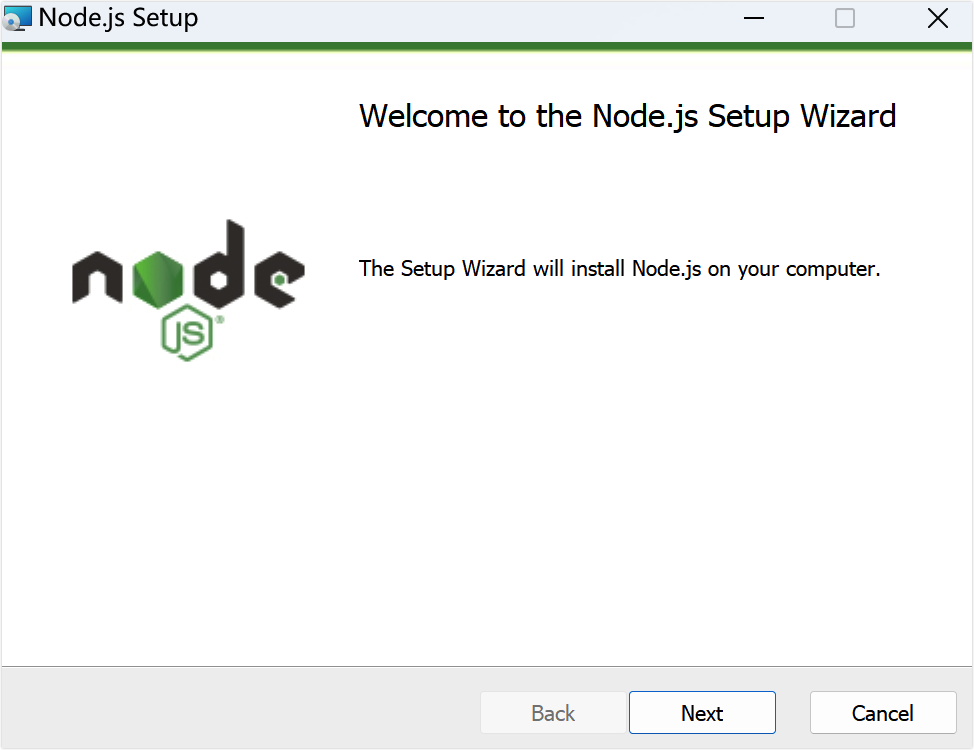 Node.js Setup
Welcome to the Node.js Setup Wizard
node
JS®
The Setup Wizard will install Node.js on your computer.
Back
Next
Cancel